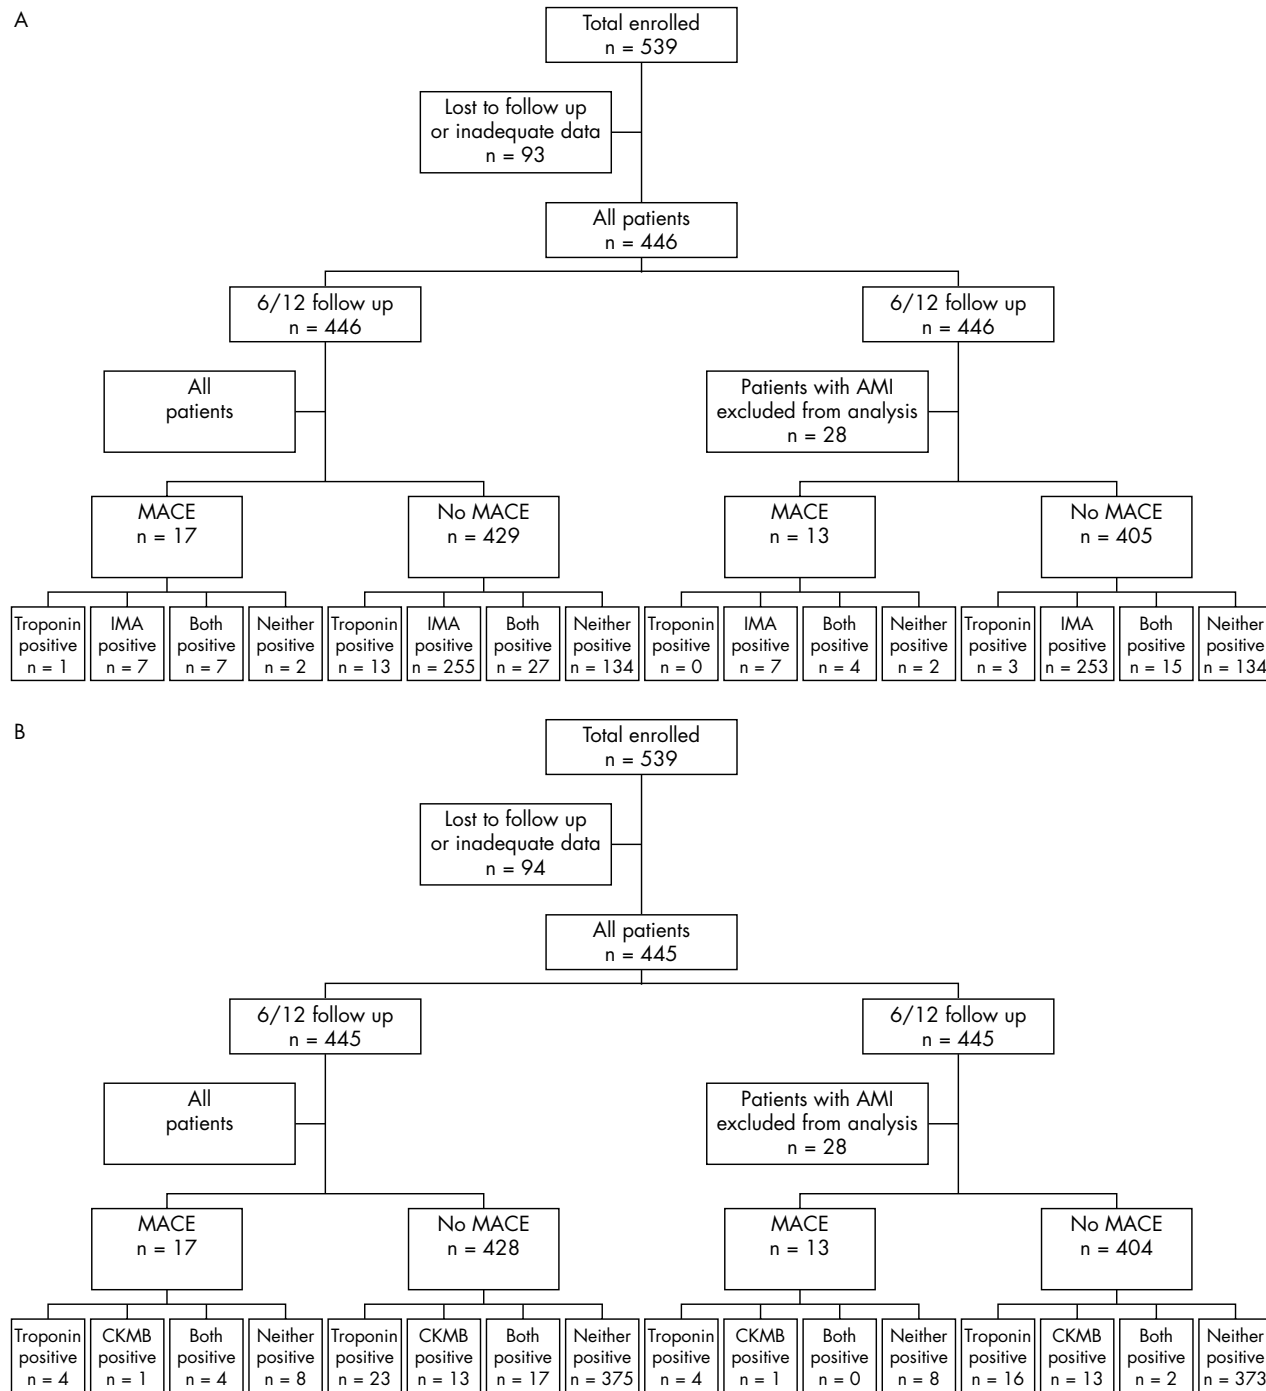 A
Total enrolled
n = 539
Lost to follow up
or inadequate data
n = 93
All patients
n = 446
6/12 follow up
n = 446
6/12 follow up
n = 446
All
patients
Patients with AMI
excluded from analysis
n = 28
MACE
n = 17
No MACE
n = 429
MACE
n = 13
No MACE
n = 405
Troponin
positive
n = 1
IMA
positive
n = 7
Both
positive
n = 7
Neither
positive
n = 2
Troponin
positive
n = 13
IMA
positive
n = 255
Both
positive
n = 27
Neither
positive
n = 134
Troponin
positive
n = 0
IMA
positive
n = 7
Both
positive
n = 4
Neither
positive
n = 2
Troponin
positive
n = 3
IMA
positive
n = 253
Both
positive
n = 15
Neither
positive
n = 134
B
Total enrolled
n = 539
Lost to follow up
or inadequate data
n = 94
All patients
n = 445
6/12 follow up
n = 445
6/12 follow up
n = 445
All
patients
Patients with AMI
excluded from analysis
n = 28
MACE
n = 17
No MACE
n = 428
MACE
n = 13
No MACE
n = 404
Troponin
positive
n = 4
CKMB
positive
n = 1
Both
positive
n = 4
Neither
positive
n = 8
Troponin
positive
n = 23
CKMB
positive
n = 13
Both
positive
n = 17
Neither
positive
n = 375
Troponin
positive
n = 4
CKMB
positive
n = 1
Both
positive
n = 0
Neither
positive
n = 8
Troponin
positive
n = 16
CKMB
positive
n = 13
Both
positive
n = 2
Neither
positive
n = 373